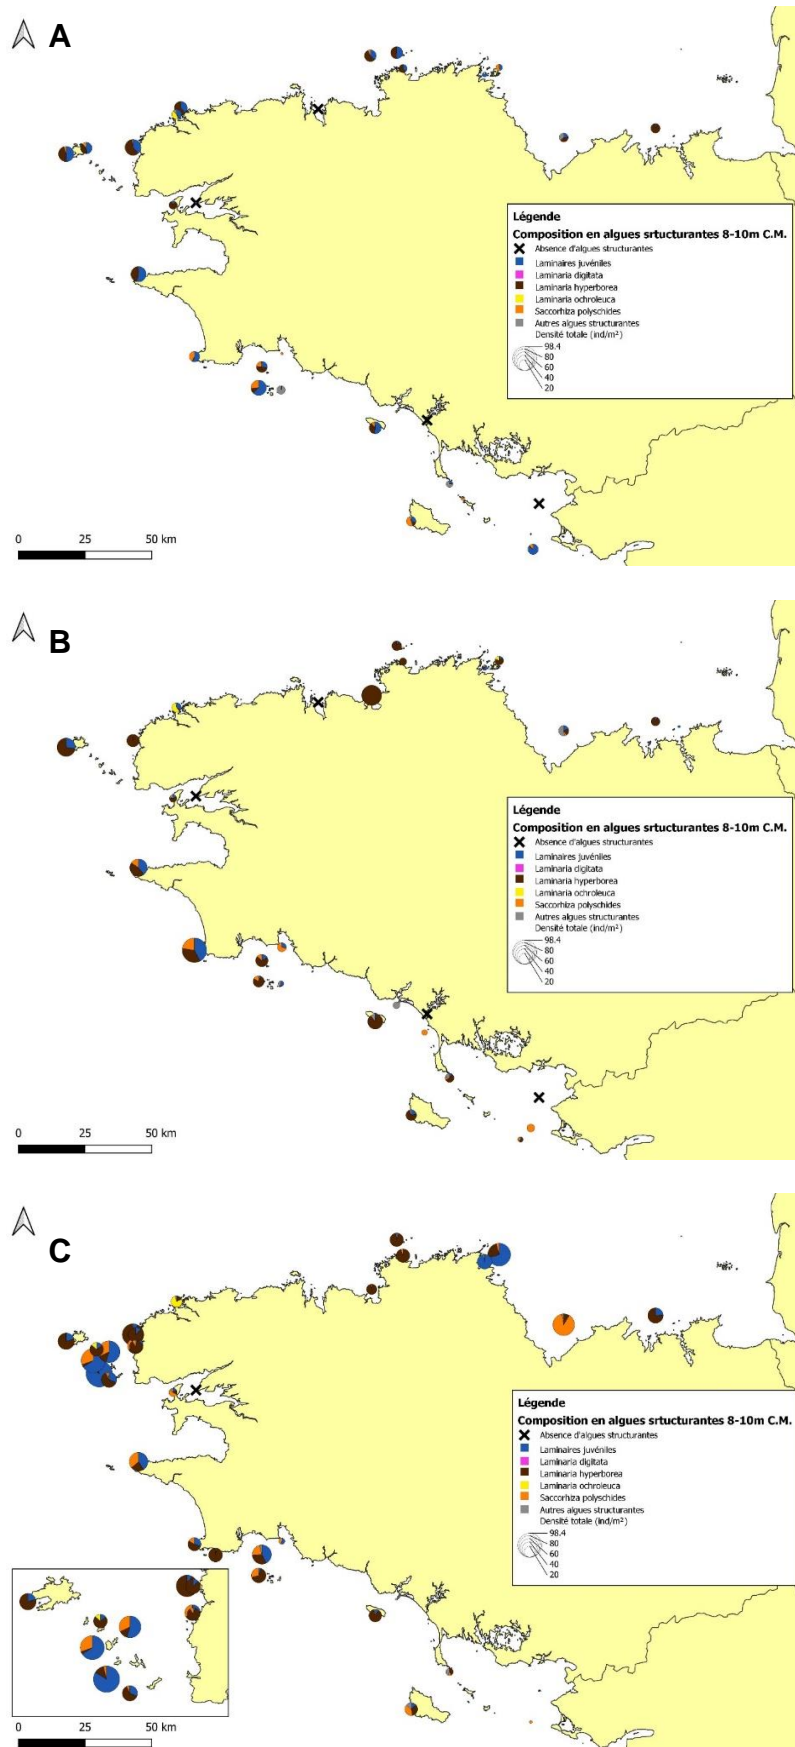 A
Légende
Composition en algues srtucturantes 8-10m C.M.
Absence d'algues structurantes
Laminaires juvéniles
Laminaria digitata
Laminaria hyperborea
Laminaria ochroleuca
Saccorhiza polyschides
Autres algues structurantes
Densité totale (ind/m²)
98.4
80
60
40
20
0 25 50 km
B
Légende
Composition en algues srtucturantes 8-10m C.M.
Absence d'algues structurantes
Laminaires juvéniles
Laminaria digitata
Laminaria hyperborea
Laminaria ochroleuca
Saccorhiza polyschides
Autres algues structurantes
Densité totale (ind/m²)
98.4
80
60
40
20
0 25 50 km
C
Légende
Composition en algues srtucturantes 8-10m C.M.
Absence d'algues structurantes
Laminaires juvéniles
Laminaria digitata
Laminaria hyperborea
Laminaria ochroleuca
Saccorhiza polyschides
Autres algues structurantes
Densité totale (ind/m²)
98.4
80
60
40
20
0 25 50 km